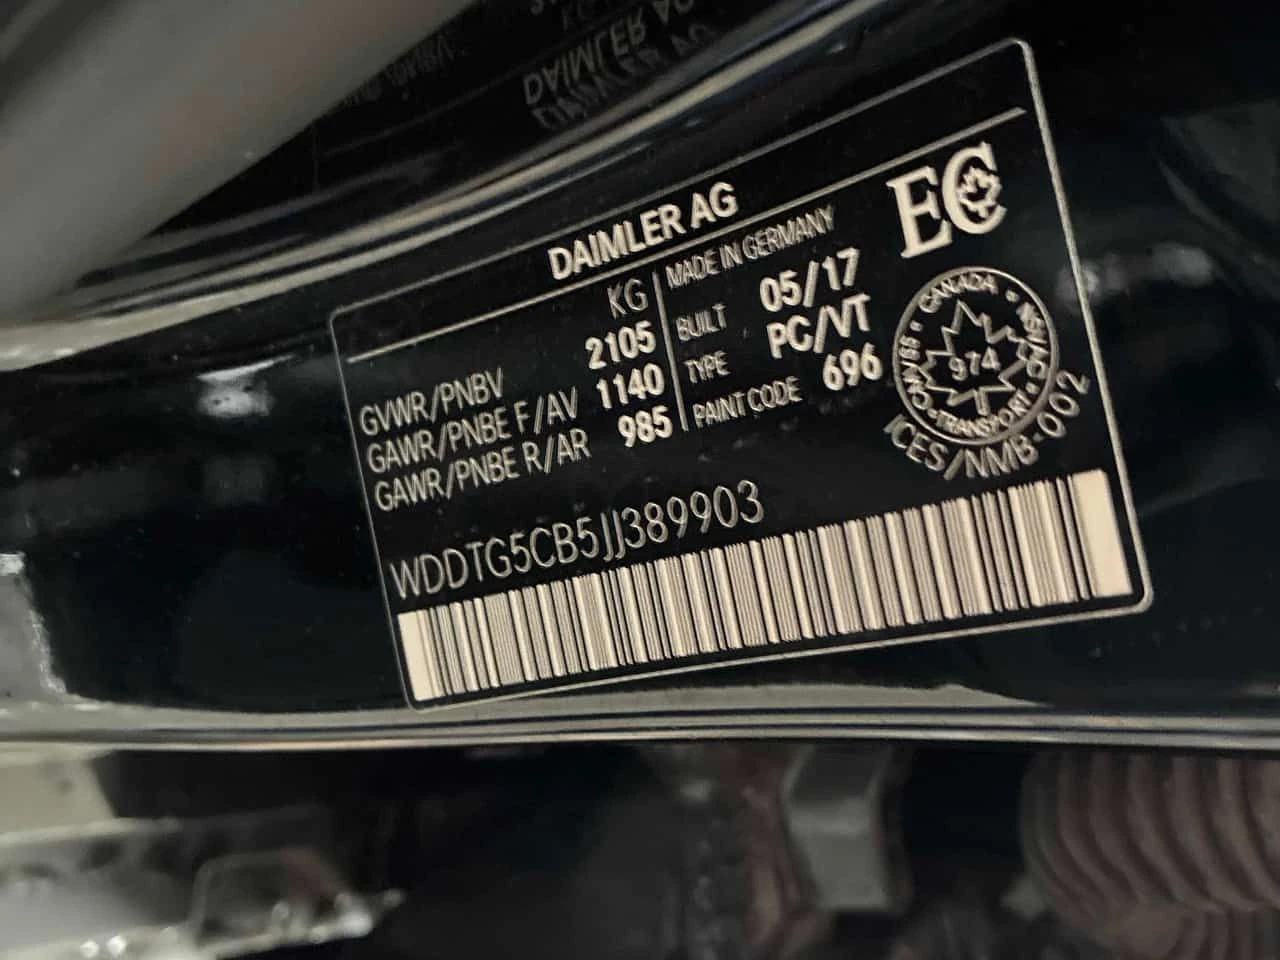 DAIMLER AG
KG
GVWR/PNBV 2105
GAWR/PNBE F/AV 1140
GAWR/PNBE R/AR 985
MADE IN GERMANY
BUILT 05/17
TYPE PC/VT
PAINT CODE 696
EC
CANADA
974
TRANSPORT
ICES/NMB-002
WDDTG5CB5JJ389903
DAIMLER AG